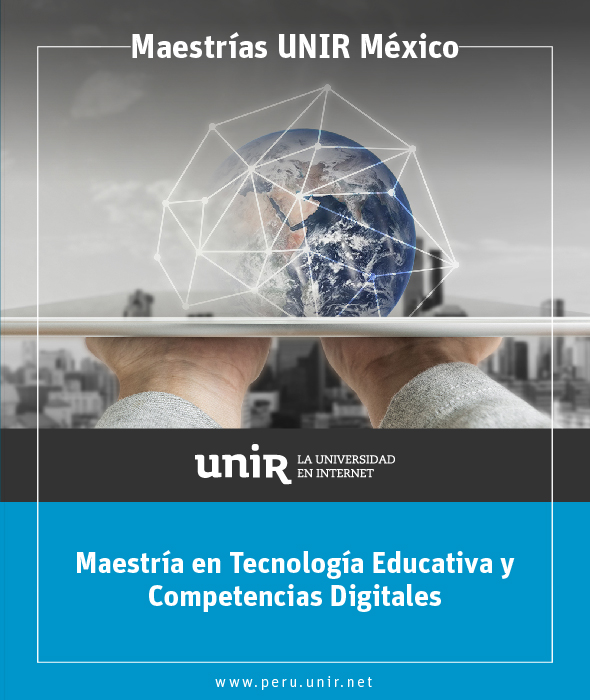 Maestrías UNIR México
unir LA UNIVERSIDAD
EN INTERNET
Maestría en Tecnología Educativa y
Competencias Digitales
www.peru.unir.net